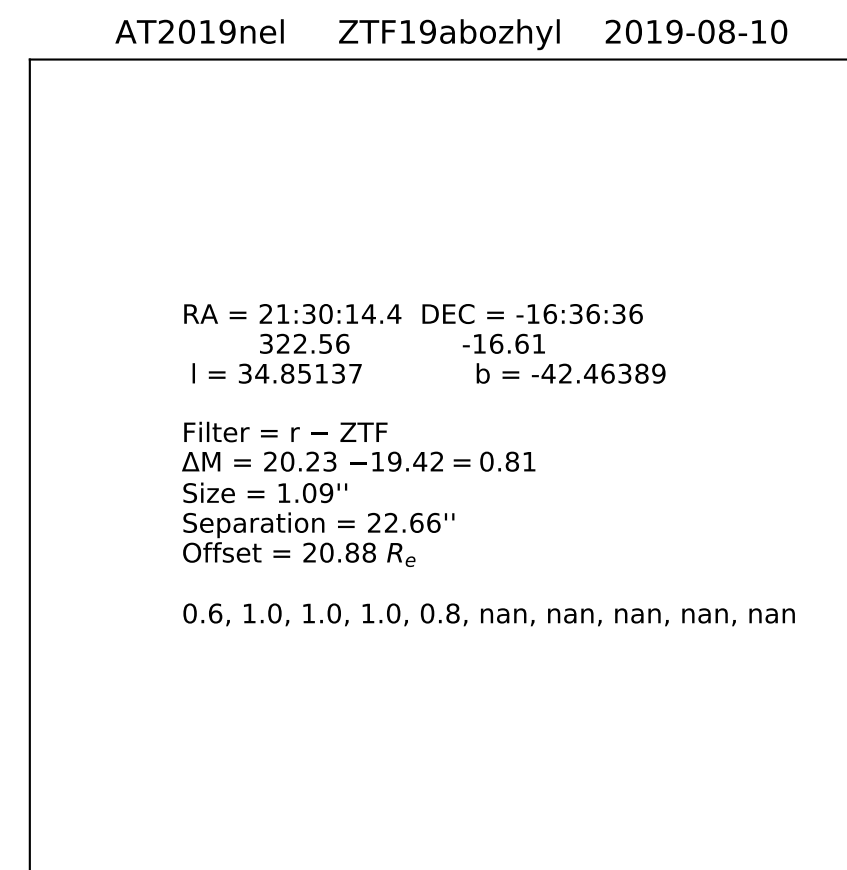 AT2019nel ZTF19abozhyl 2019-08-10
RA = 21:30:14.4 DEC = -16:36:36
322.56 -16.61
l = 34.85137 b = -42.46389
Filter = r − ZTF
ΔM = 20.23 −19.42 = 0.81
Size = 1.09''
Separation = 22.66''
Offset = 20.88 Re
0.6, 1.0, 1.0, 1.0, 0.8, nan, nan, nan, nan, nan